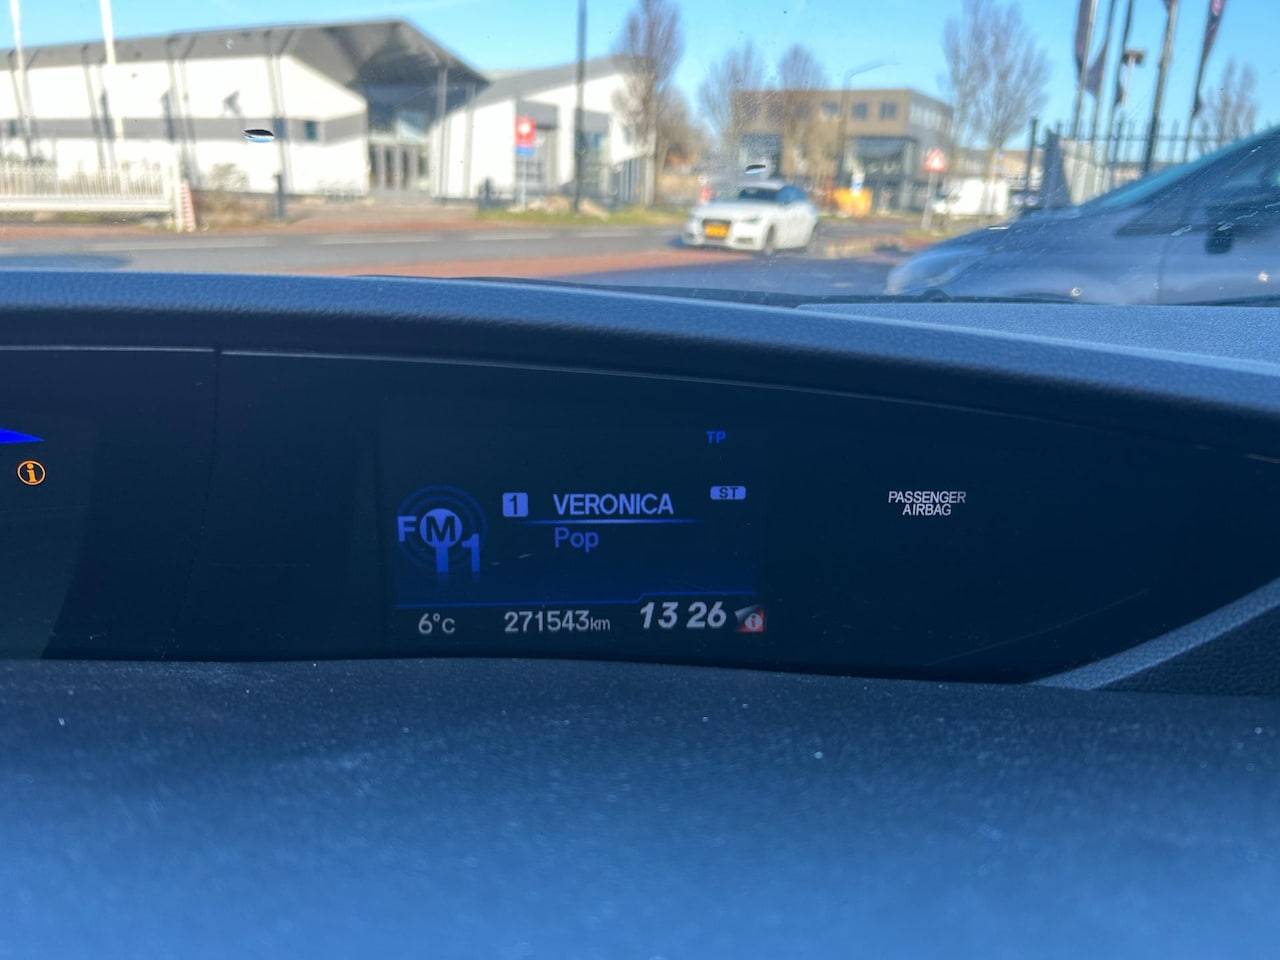 TP
1 VERONICA ST
FM1
Pop
PASSENGER
AIRBAG
6°C 271543km 13 26